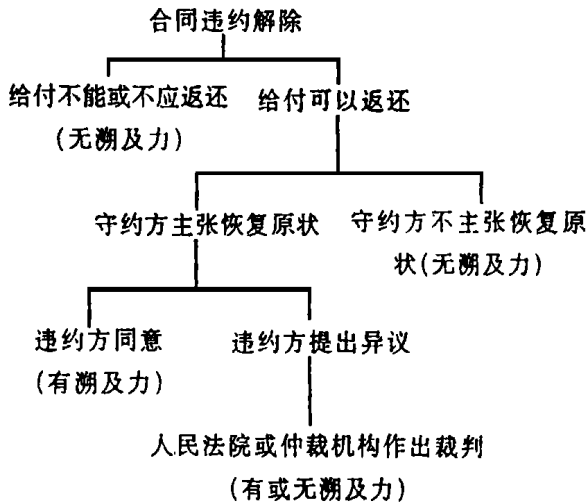 合同违约解除
给付不能或不应返还
(无溯及力)
给付可以返还
守约方主张恢复原状
守约方不主张恢复原
状(无溯及力)
违约方同意
(有溯及力)
违约方提出异议
人民法院或仲裁机构作出裁判
(有或无溯及力)